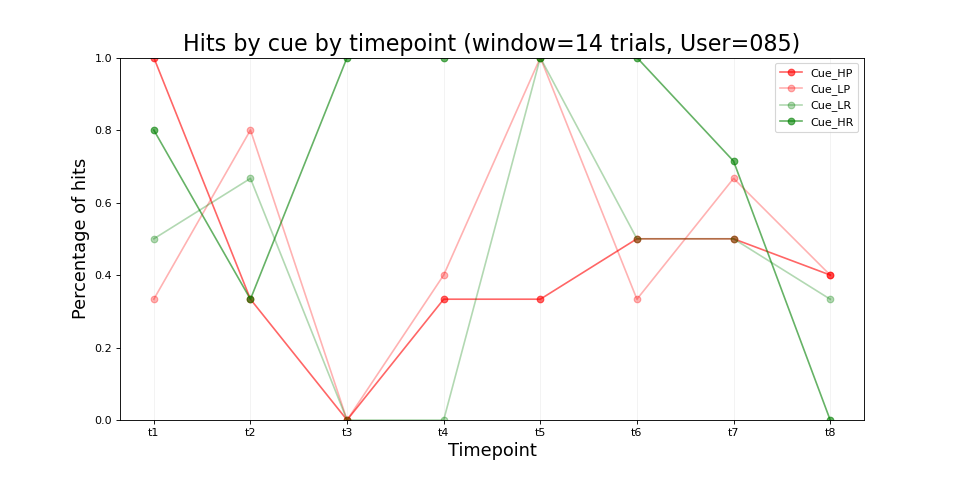 Hits by cue by timepoint (window=14 trials, User=085)
Percentage of hits
1.0
0.8
0.6
0.4
0.2
0.0
Cue_HP
Cue_LP
Cue_LR
Cue_HR
t1 t2 t3 t4 t5 t6 t7 t8
Timepoint